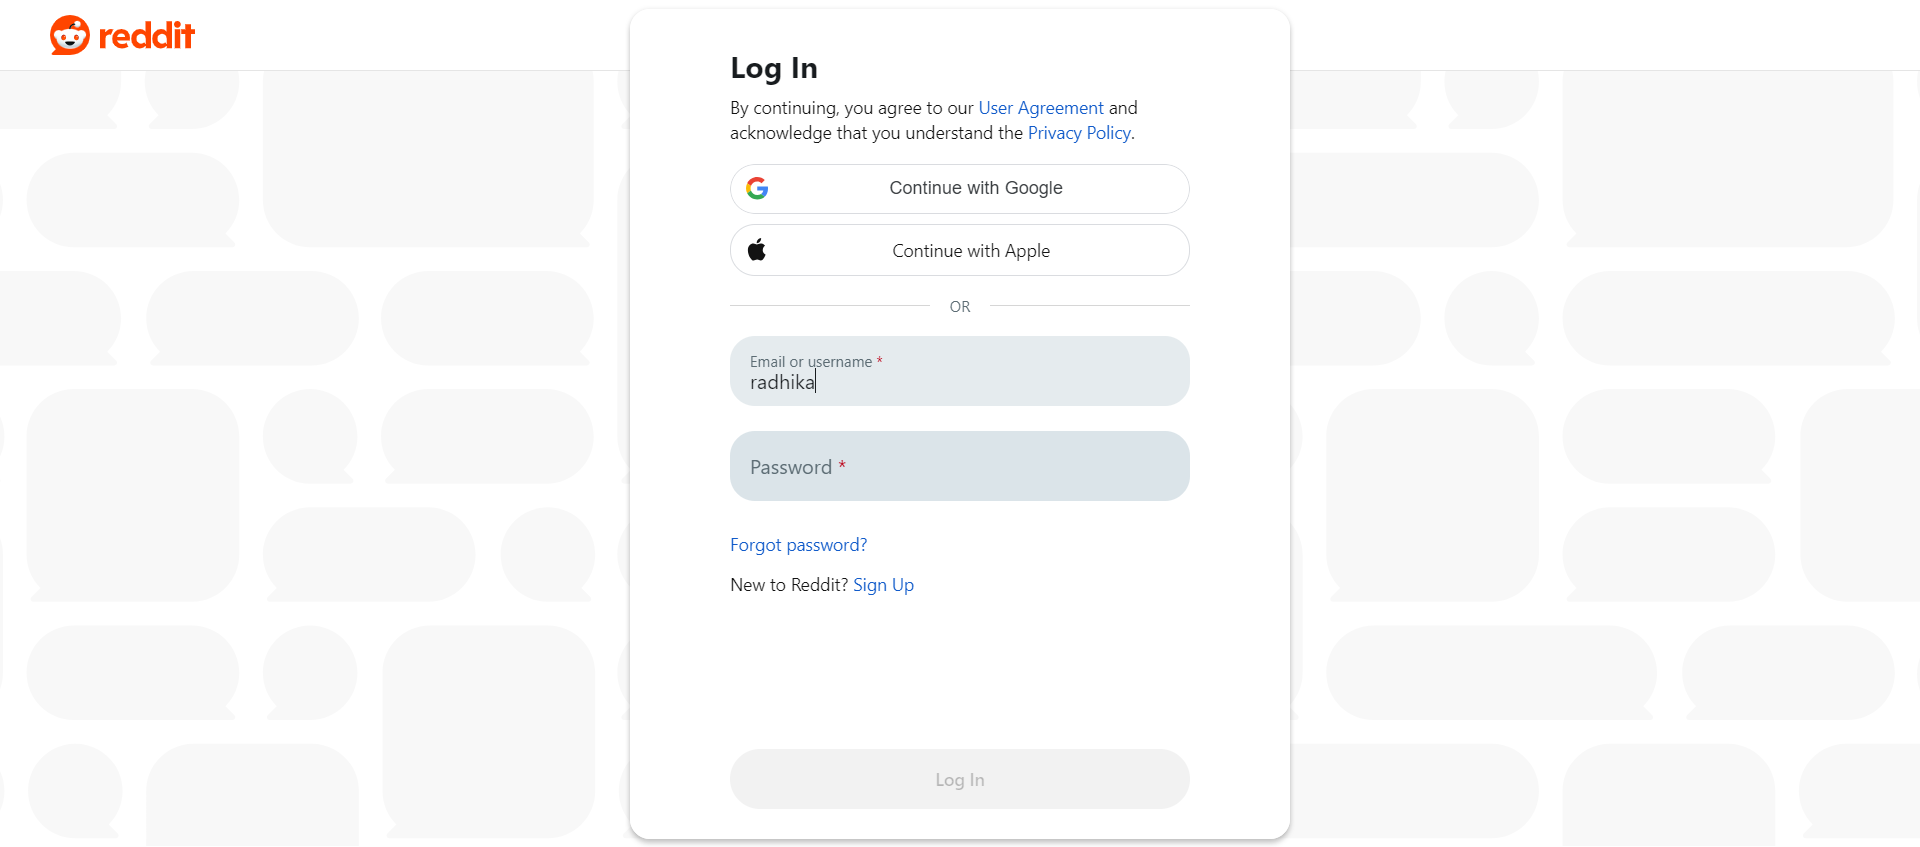 reddit
Log In
By continuing, you agree to our User Agreement and
acknowledge that you understand the Privacy Policy.
Continue with Google
Continue with Apple
OR
Email or username *
radhika
Password *
Forgot password?
New to Reddit? Sign Up
Log In